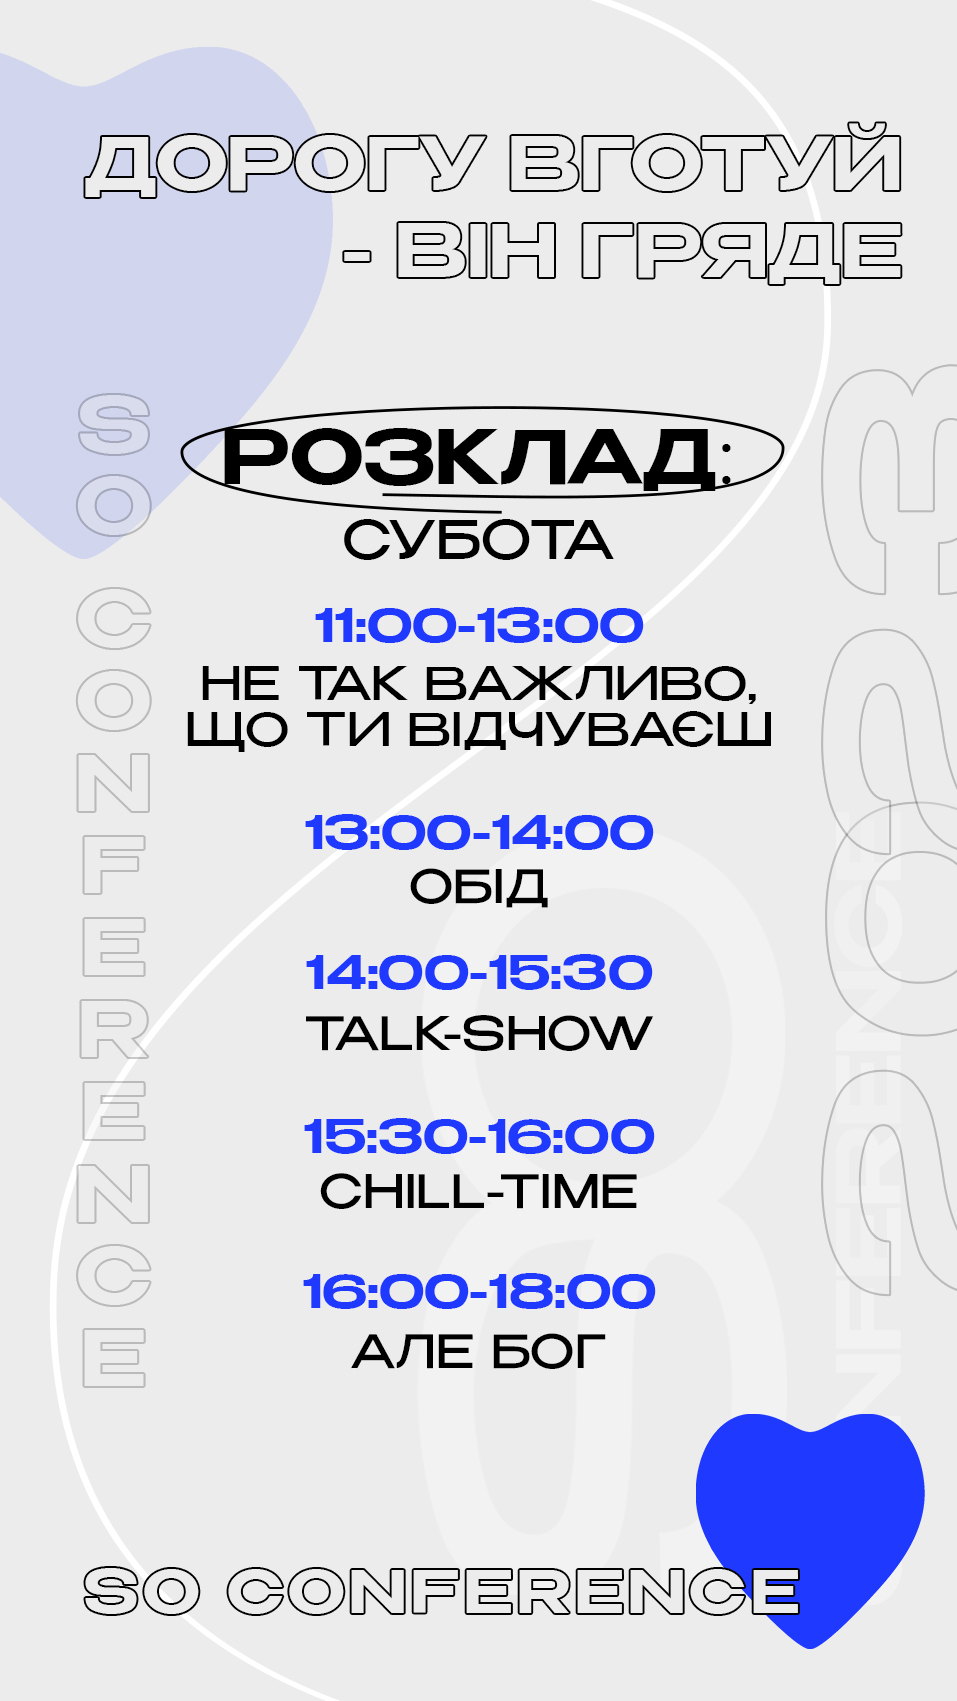 ДОРОГУ ВГОТУЙ
- ВІН ГРЯДЕ
SO CONFERENCE
РОЗКЛАД:
СУБОТА
11:00-13:00
НЕ ТАК ВАЖЛИВО,
ЩО ТИ ВІДЧУВАЄШ
13:00-14:00
ОБІД
14:00-15:30
TALK-SHOW
15:30-16:00
CHILL-TIME
16:00-18:00
АЛЕ БОГ
2023
SO CONFERENCE